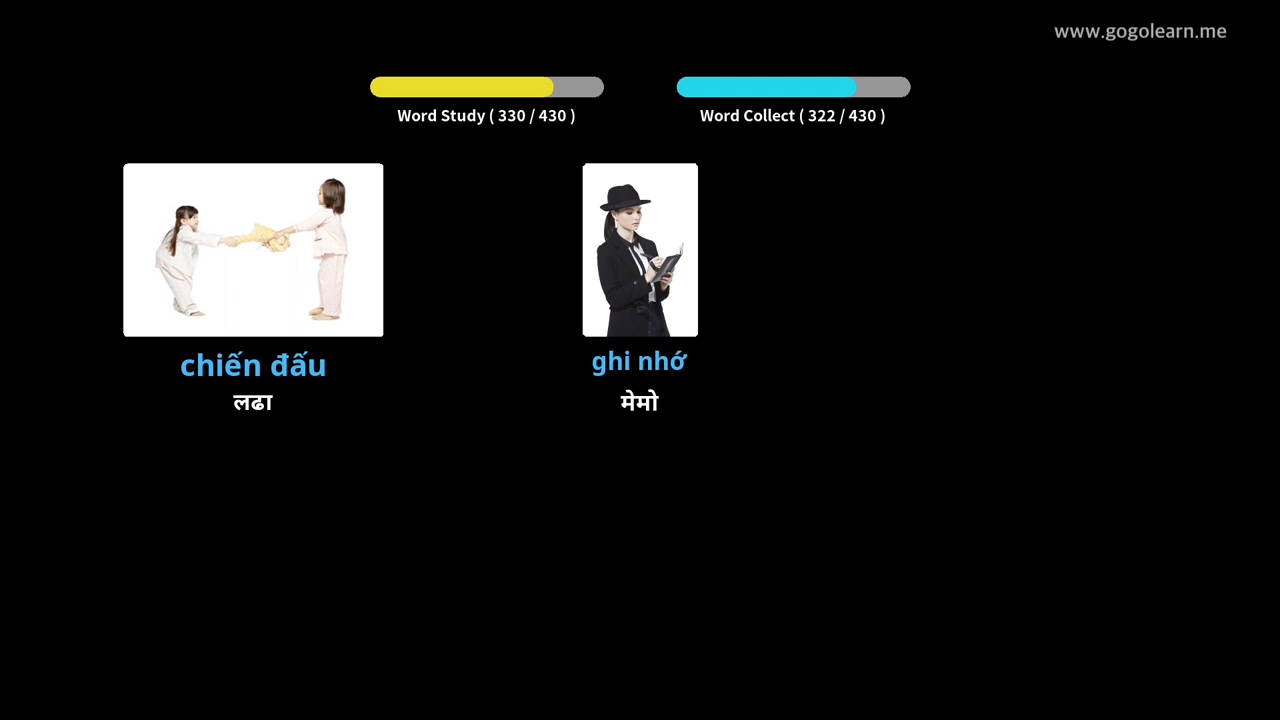 www.gogolearn.me
Word Study ( 330 / 430 )
Word Collect ( 322 / 430 )
chiến đấu
लढा
ghi nhớ
मेमो